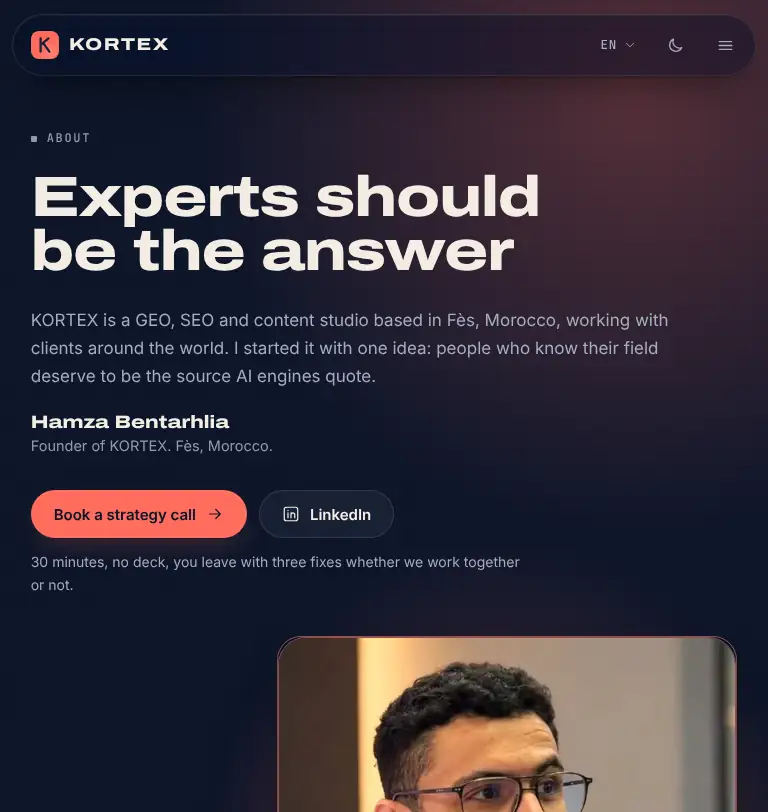 KORTEX
EN
ABOUT
Experts should
be the answer
KORTEX is a GEO, SEO and content studio based in Fès, Morocco, working with
clients around the world. I started it with one idea: people who know their field
deserve to be the source AI engines quote.
Hamza Bentarhlia
Founder of KORTEX. Fès, Morocco.
Book a strategy call →
LinkedIn
30 minutes, no deck, you leave with three fixes whether we work together
or not.